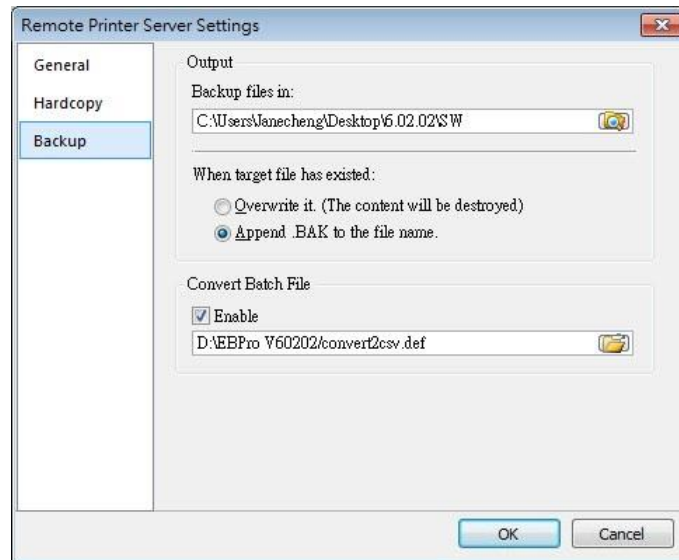 Remote Printer Server Settings
General
Hardcopy
Backup
Output
Backup files in:
C:\Users\Janecheng\Desktop\6.02.02\SW
When target file has existed:
Overwrite it. (The content will be destroyed)
Append .BAK to the file name.
Convert Batch File
Enable
D:\EBPro V60202/convert2csv.def
OK
Cancel